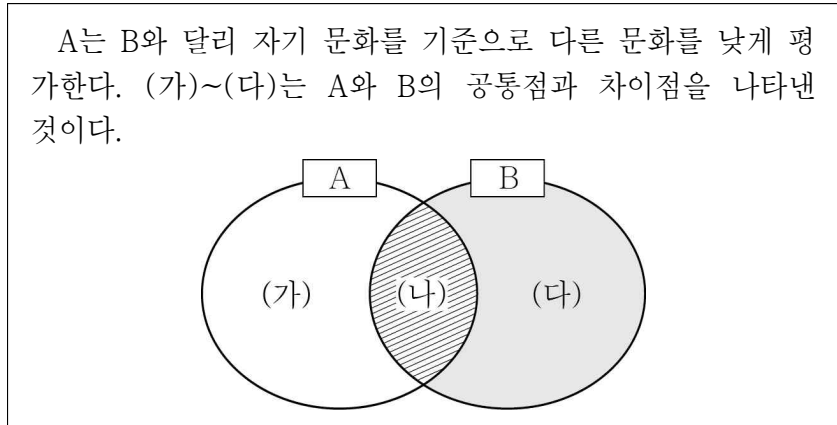 A는 B와 달리 자기 문화를 기준으로 다른 문화를 낮게 평
가한다. (가)~(다)는 A와 B의 공통점과 차이점을 나타낸
것이다.
A B
(가) (나) (다)